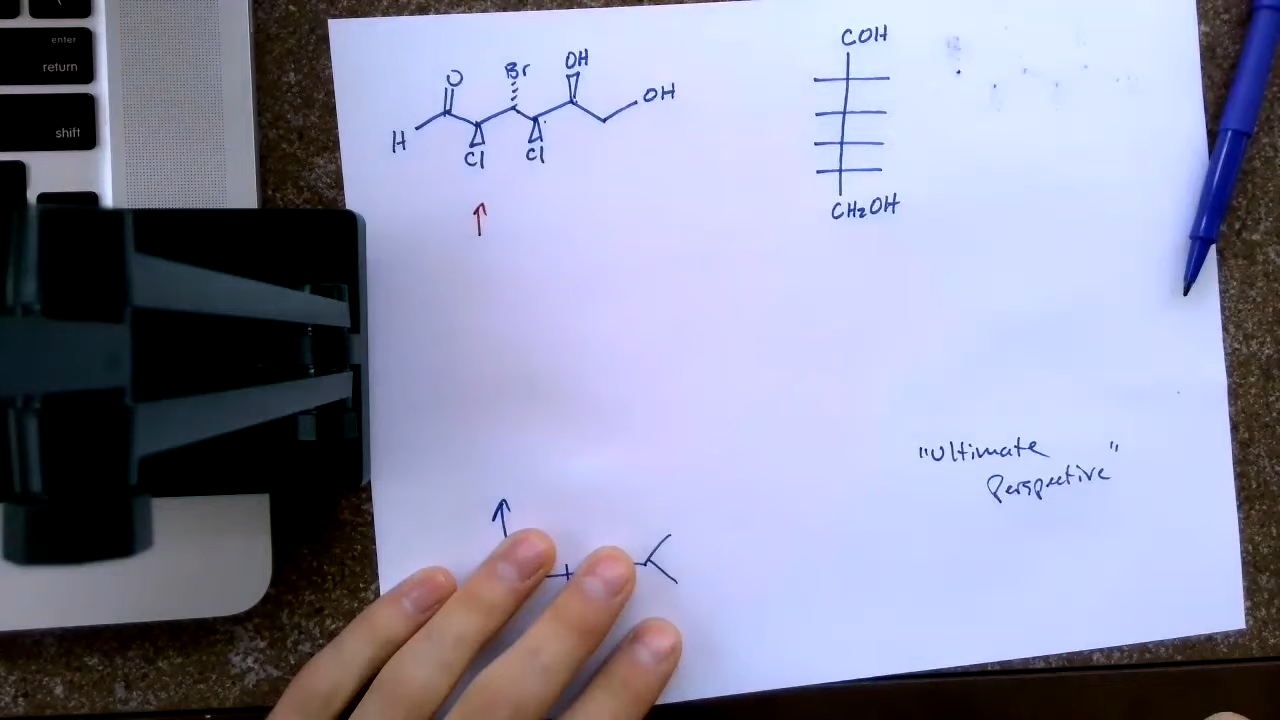 enter
return
shift
O
H
Cl
Br
Cl
OH
OH
COH
CH₂OH
"Ultimate
Perspective"